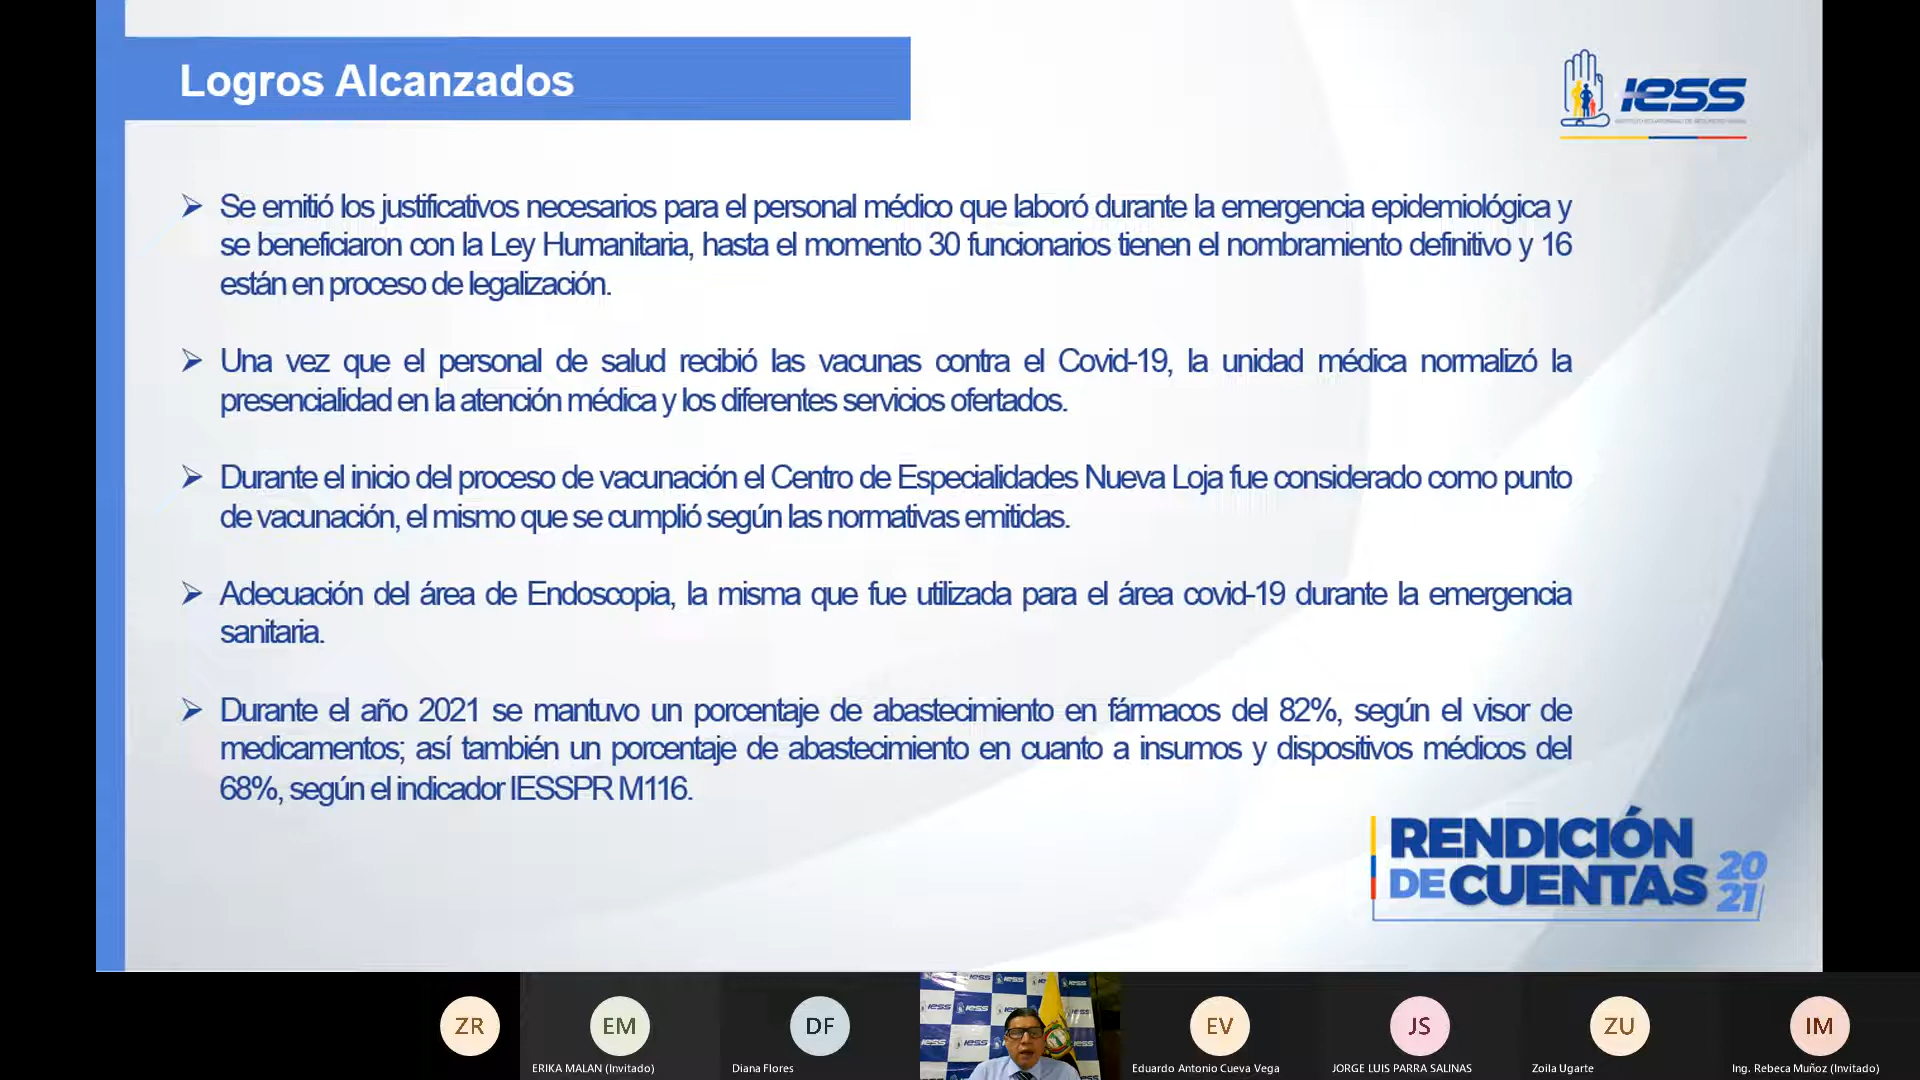 Logros Alcanzados
IESS
Se emitió los justificativos necesarios para el personal médico que laboró durante la emergencia epidemiológica y
se beneficiaron con la Ley Humanitaria, hasta el momento 30 funcionarios tienen el nombramiento definitivo y 16
están en proceso de legalización.
Una vez que el personal de salud recibió las vacunas contra el Covid-19, la unidad médica normalizó la
presencialidad en la atención médica y los diferentes servicios ofertados.
Durante el inicio del proceso de vacunación el Centro de Especialidades Nueva Loja fue considerado como punto
de vacunación, el mismo que se cumplió según las normativas emitidas.
Adecuación del área de Endoscopia, la misma que fue utilizada para el área covid-19 durante la emergencia
sanitaria.
Durante el año 2021 se mantuvo un porcentaje de abastecimiento en fármacos del 82%, según el visor de
medicamentos; así también un porcentaje de abastecimiento en cuanto a insumos y dispositivos médicos del
68%, según el indicador IESSPR M116.
RENDICIÓN
DE CUENTAS
20
21
ZR
EM
DF
EV
JS
ZU
IM
ERIKA MALAN (Invitado)
Diana Flores
Eduardo Antonio Cueva Vega
JORGE LUIS PARRA SALINAS
Zoila Ugarte
Ing. Rebeca Muñoz (Invitado)